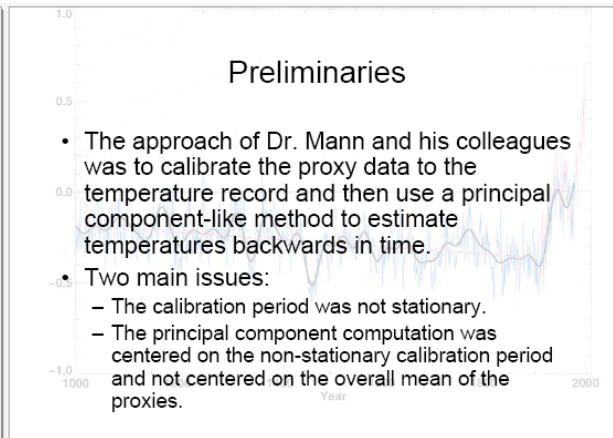 1.0
Preliminaries
0.5
• The approach of Dr. Mann and his colleagues
was to calibrate the proxy data to the
0.0
temperature record and then use a principal
component-like method to estimate
temperatures backwards in time.
• Two main issues:
-0.5
– The calibration period was not stationary.
– The principal component computation was
centered on the non-stationary calibration period
-1.0
and not centered on the overall mean of the
1000
1800
2000
proxies.
Year